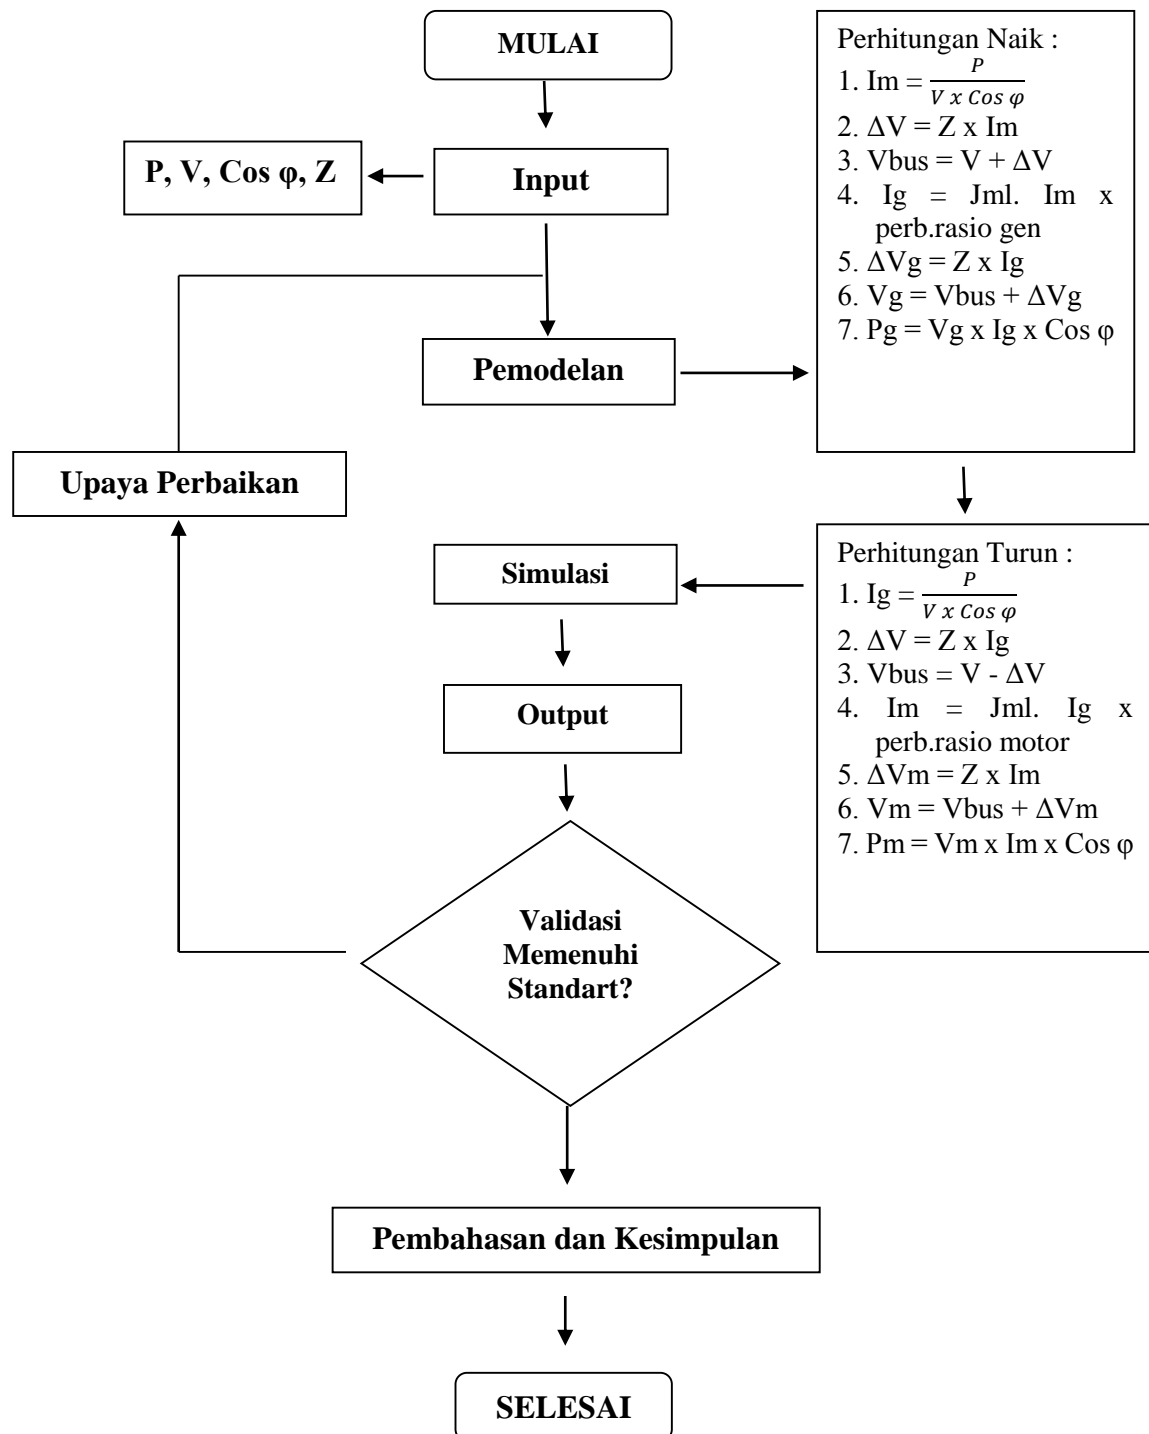 MULAI
P, V, Cos φ, Z
Input
Pemodelan
Perhitungan Naik :
1. Im = P / V x Cos φ
2. ΔV = Z x Im
3. Vbus = V + ΔV
4. Ig = Jml. Im x
perb.rasio gen
5. ΔVg = Z x Ig
6. Vg = Vbus + ΔVg
7. Pg = Vg x Ig x Cos φ
Upaya Perbaikan
Perhitungan Turun :
1. Ig = P / V x Cos φ
2. ΔV = Z x Ig
3. Vbus = V - ΔV
4. Im = Jml. Ig x
perb.rasio motor
5. ΔVm = Z x Im
6. Vm = Vbus + ΔVm
7. Pm = Vm x Im x Cos φ
Simulasi
Output
Validasi
Memenuhi
Standart?
Pembahasan dan Kesimpulan
SELESAI